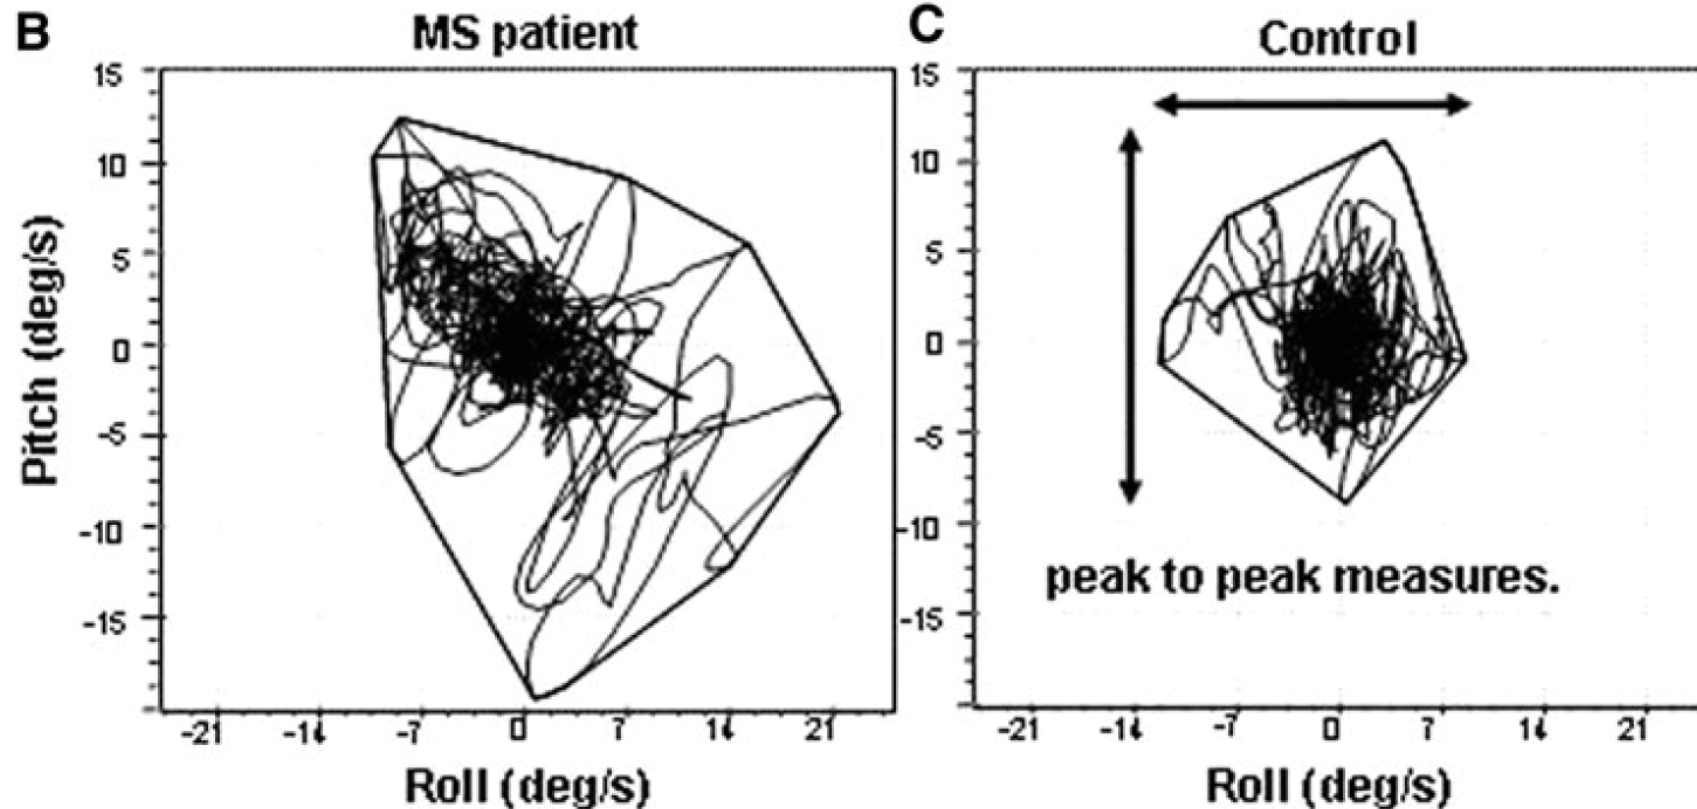 B
MS patient
15
10
5
0
-5
-10
-15
Pitch (deg/s)
-21 -14 -7 0 7 14 21
Roll (deg/s)
C
Control
15
10
5
0
-5
-10
-15
peak to peak measures.
-21 -14 -7 0 7 14 21
Roll (deg/s)